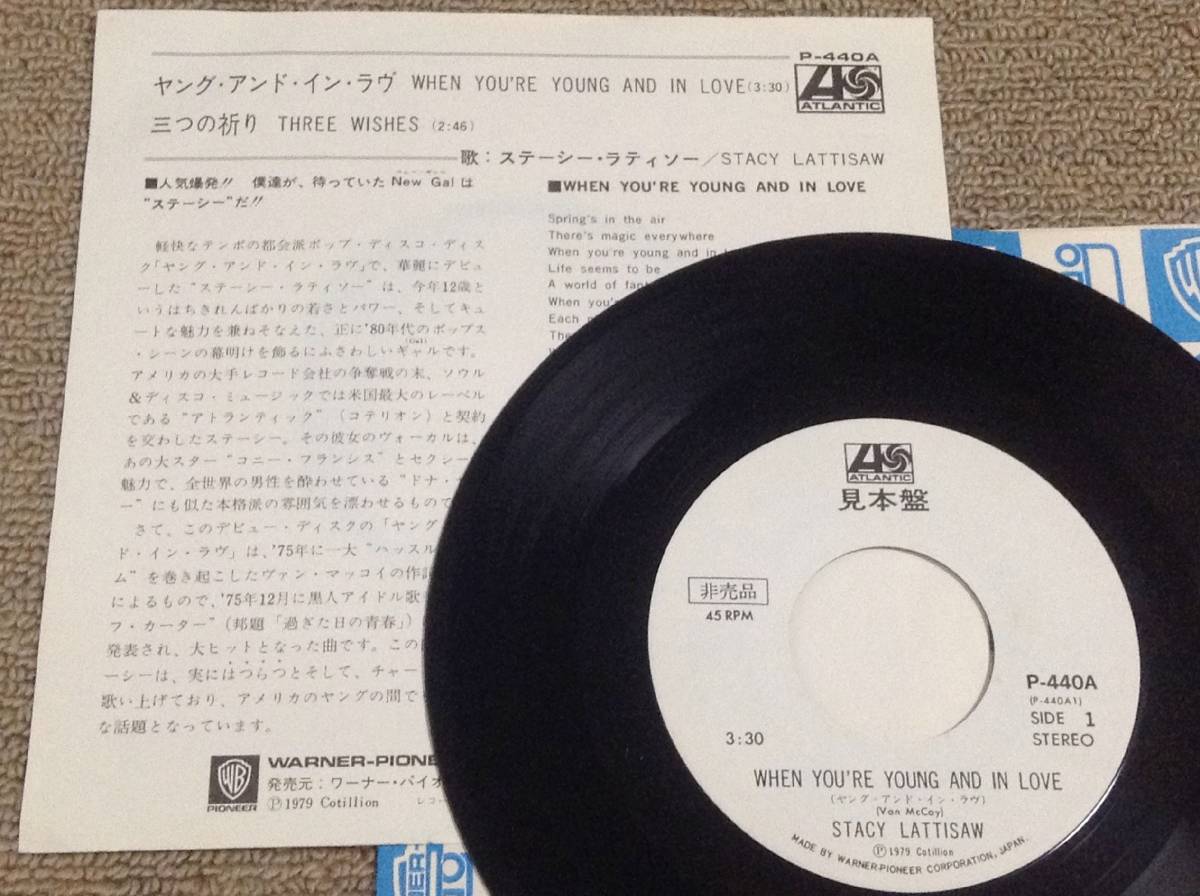 P-440A
ヤング・アンド・イン・ラヴ WHEN YOU'RE YOUNG AND IN LOVE(3:30)
ATLANTIC
三つの祈り THREE WISHES (2:46)
歌:ステーシー・ラティソー/STACY LATTISAW
■人気爆発!! 僕達が、待っていた New Gal は
"ステーシー"だ!!
軽快なテンポの都会派ポップ・ディスコ・ディス
ク「ヤング・アンド・イン・ラヴ」で、華麗にデビュ
ーした"ステーシー・ラティソー"は、今年12歳と
いうはちきれんばかりの若さとパワー、そしてキュ
ートな魅力を兼ねそなえた、正に'80年代のポップス
・シーンの幕明けを飾るにふさわしいギャルです。
(Gal)
アメリカの大手レコード会社の争奪戦の末、ソウル
&ディスコ・ミュージックでは米国最大のレーベル
である"アトランティック"(コテリオン)と契約
を交わしたステーシー。その彼女のヴォーカルは、
あの大スター"コニー・フランシス"とセクシー
魅力で、全世界の男性を酔わせている"ドナ・
ー"にも似た本格派の雰囲気を漂わせるもので
さて、このデビュー・ディスクの「ヤング
ド・イン・ラヴ」は、'75年に一大"ハッスル
ム"を巻き起こしたヴァン・マッコイの作
によるもので、'75年12月に黒人アイドル歌
フ・カーター"(邦題「過ぎた日の青春」)
発表され、大ヒットとなった曲です。この
ーシーは、実にはつらつとそして、チャー
歌い上げており、アメリカのヤングの間で
な話題となっています。
■WHEN YOU'RE YOUNG AND IN LOVE
Spring's in the air
There's magic everywhere
When you're young and in
Life seems to be
A world of
When you'
Each
WB
PIONEER
WARNER-PIONE
発売元:ワーナー・パイオ
Ⓟ1979 Cotillion
レコー
ATLANTIC
見本盤
非売品
45 RPM
P-440A
(P-440A1)
SIDE 1
STEREO
3:30
WHEN YOU'RE YOUNG AND IN LOVE
(ヤング・アンド・イン・ラヴ)
(Van McCoy)
STACY LATTISAW
Ⓟ1979 Cotillion
MADE BY WARNER-PIONEER CORPORATION, JAPAN.